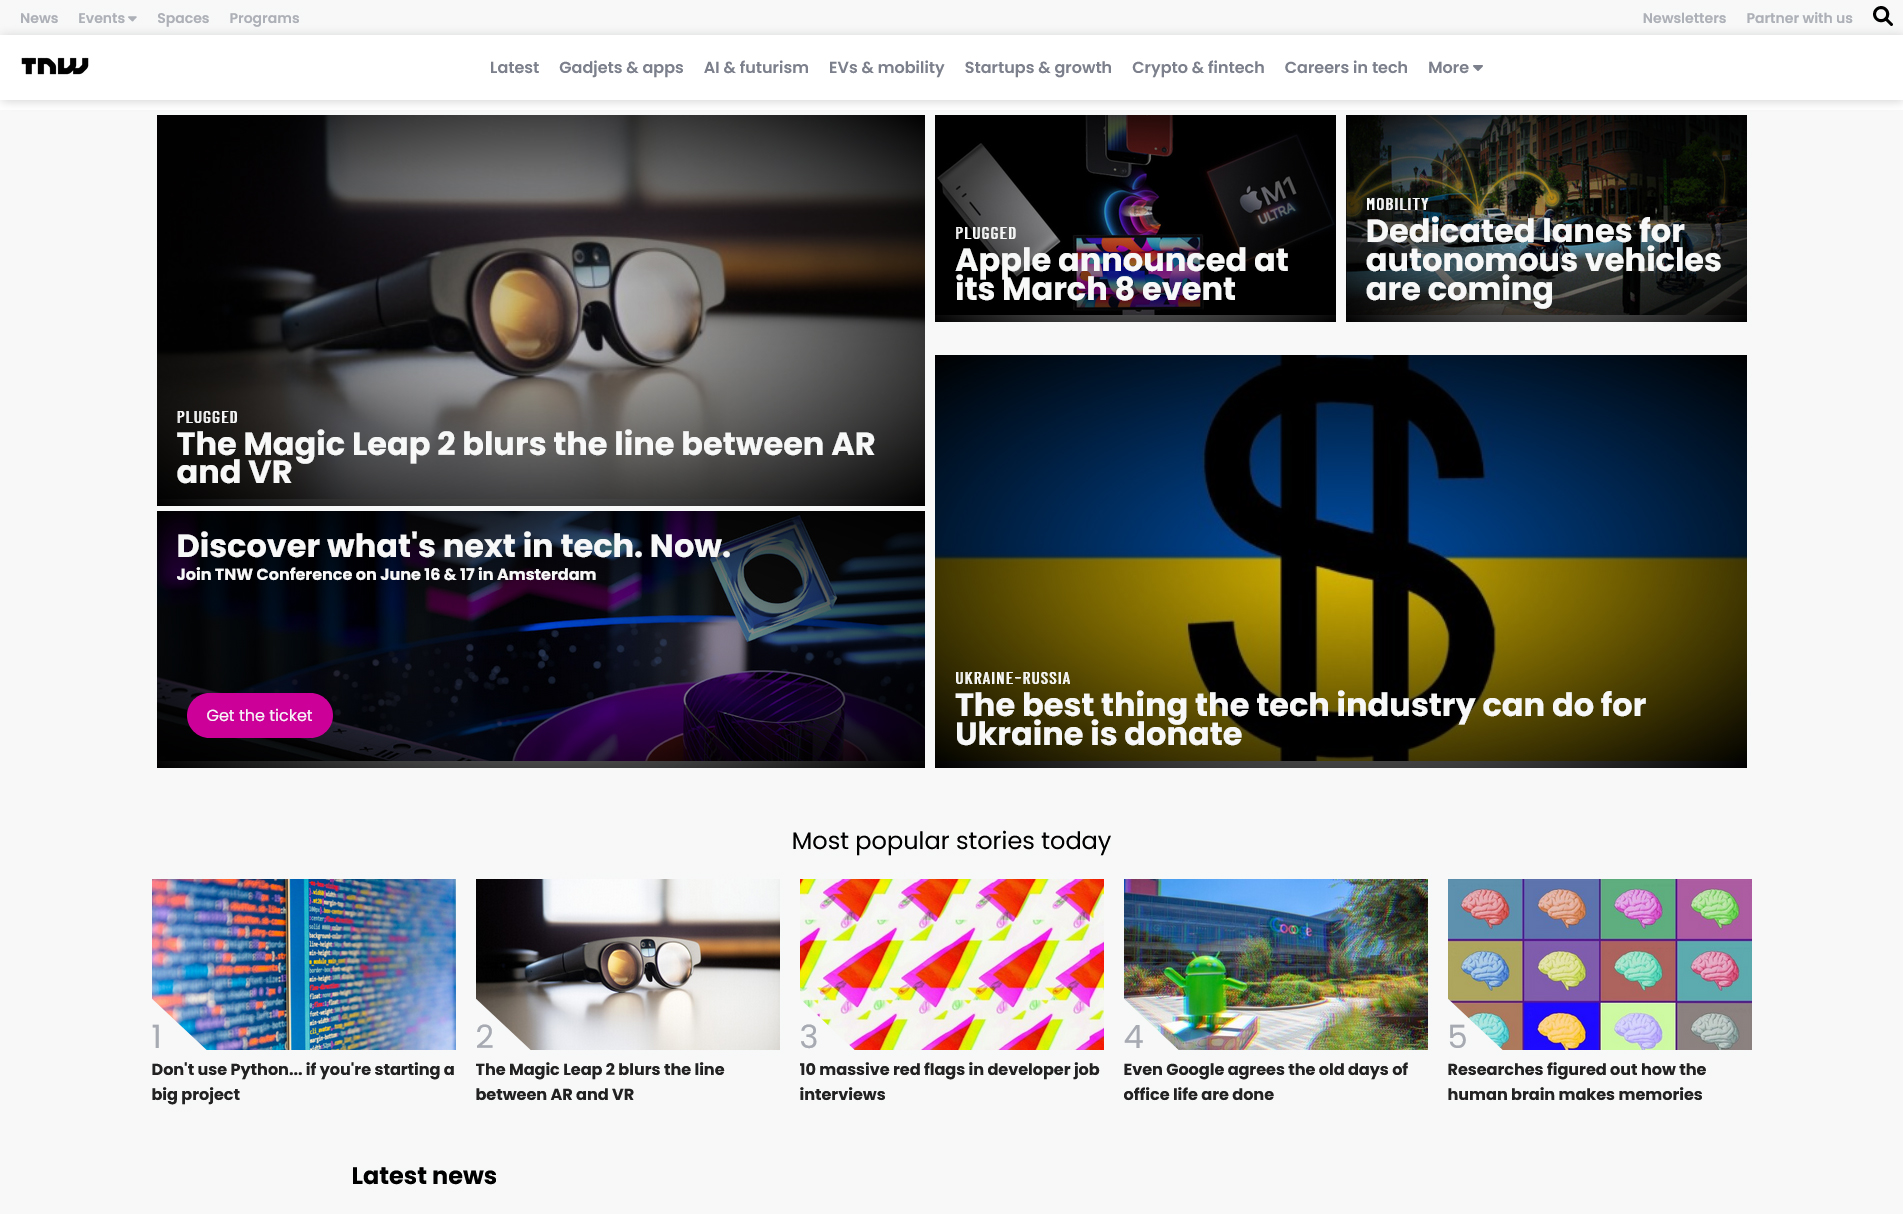 News Events Spaces Programs Newsletters Partner with us
TNW Latest Gadjets & apps AI & futurism EVs & mobility Startups & growth Crypto & fintech Careers in tech More
PLUGGED
The Magic Leap 2 blurs the line between AR
and VR
PLUGGED
Apple announced at
its March 8 event
M1
ULTRA
MOBILITY
Dedicated lanes for
autonomous vehicles
are coming
Discover what's next in tech. Now.
Join TNW Conference on June 16 & 17 in Amsterdam
Get the ticket
UKRAINE-RUSSIA
The best thing the tech industry can do for
Ukraine is donate
Most popular stories today
1
Don't use Python... if you're starting a
big project
2
The Magic Leap 2 blurs the line
between AR and VR
3
10 massive red flags in developer job
interviews
Google
4
Even Google agrees the old days of
office life are done
5
Researches figured out how the
human brain makes memories
Latest news